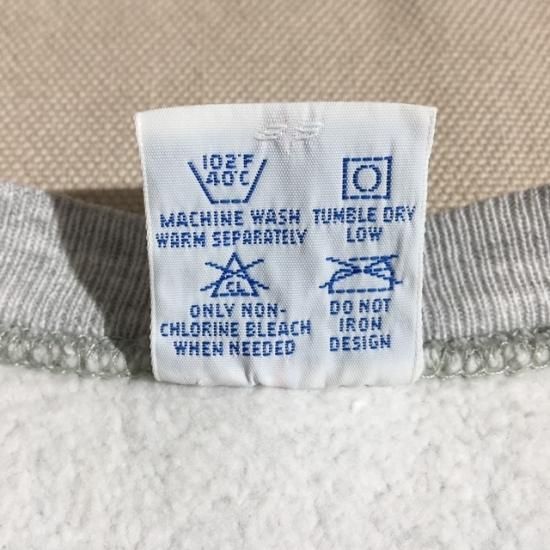 102°F
40°C
MACHINE WASH
WARM SEPARATELY
TUMBLE DRY
LOW
CL
ONLY NON-
CHLORINE BLEACH
WHEN NEEDED
DO NOT
IRON
DESIGN